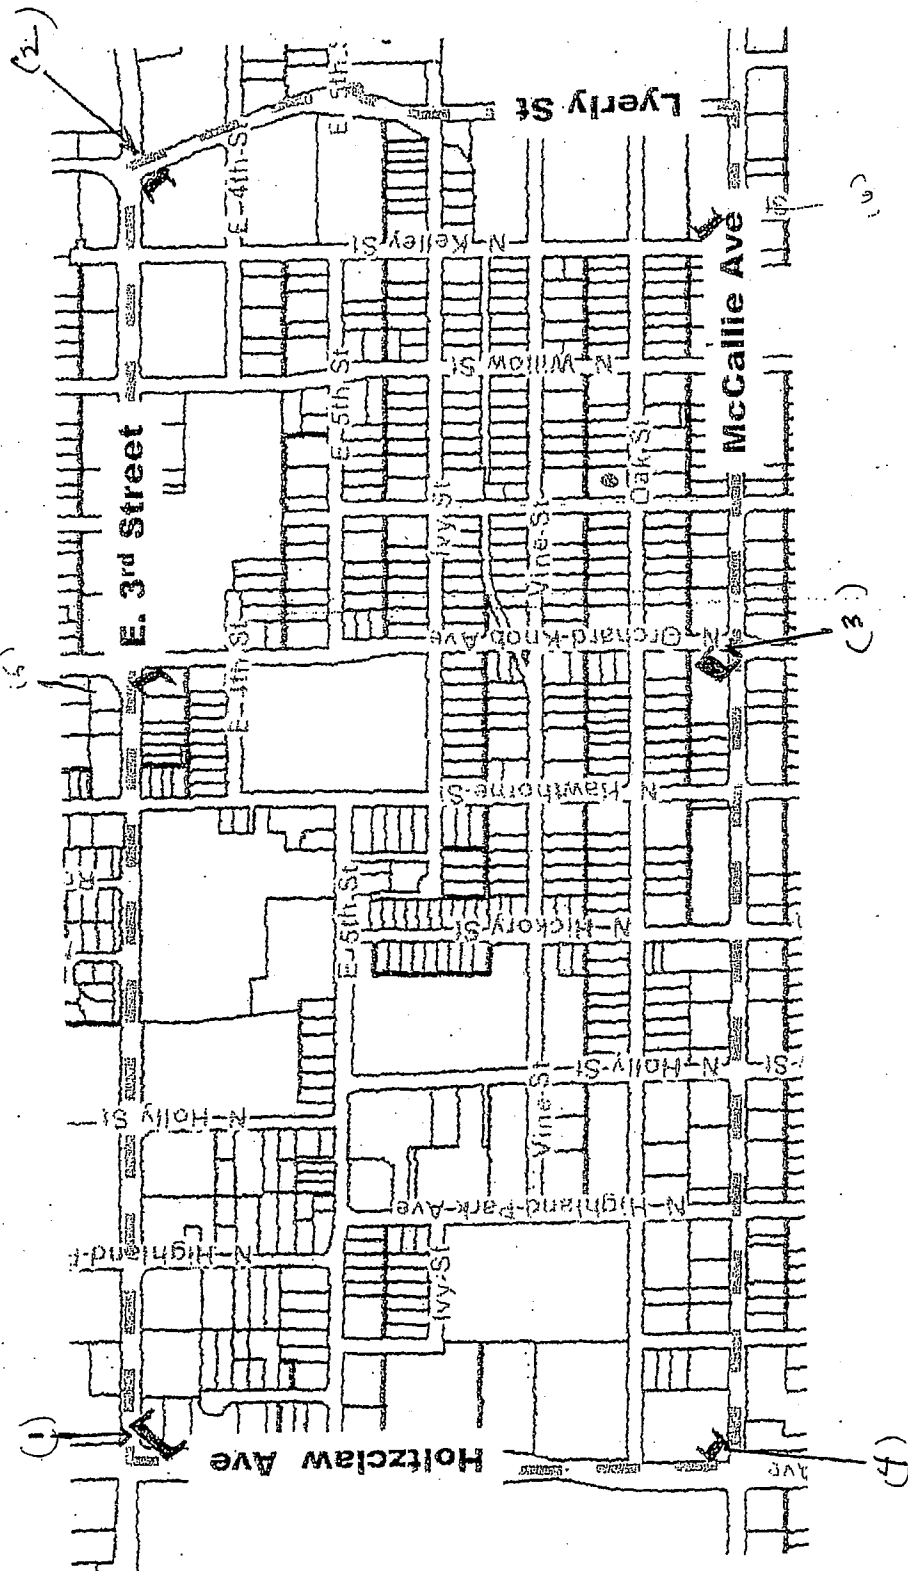 (2)
E. 3rd Street
(1)
Lyerly St
McCallie Ave
Holtzclaw Ave
E-4th-St
E-5th-S
N-Kelley-St
N-Willow-St
E-5th-St
Ivy-St
Vine-St
Oak-St
E-4th-St
N-Orchard-Knob-Ave
N-Hawthorne-St
E-5th-St
N-Hickory-St
N-Holly-St
N-Holly-St
-St-
Vine-St
N-Highland-Park-Ave
N-Highland-
Ivy-St
Ave
(3)
(4)